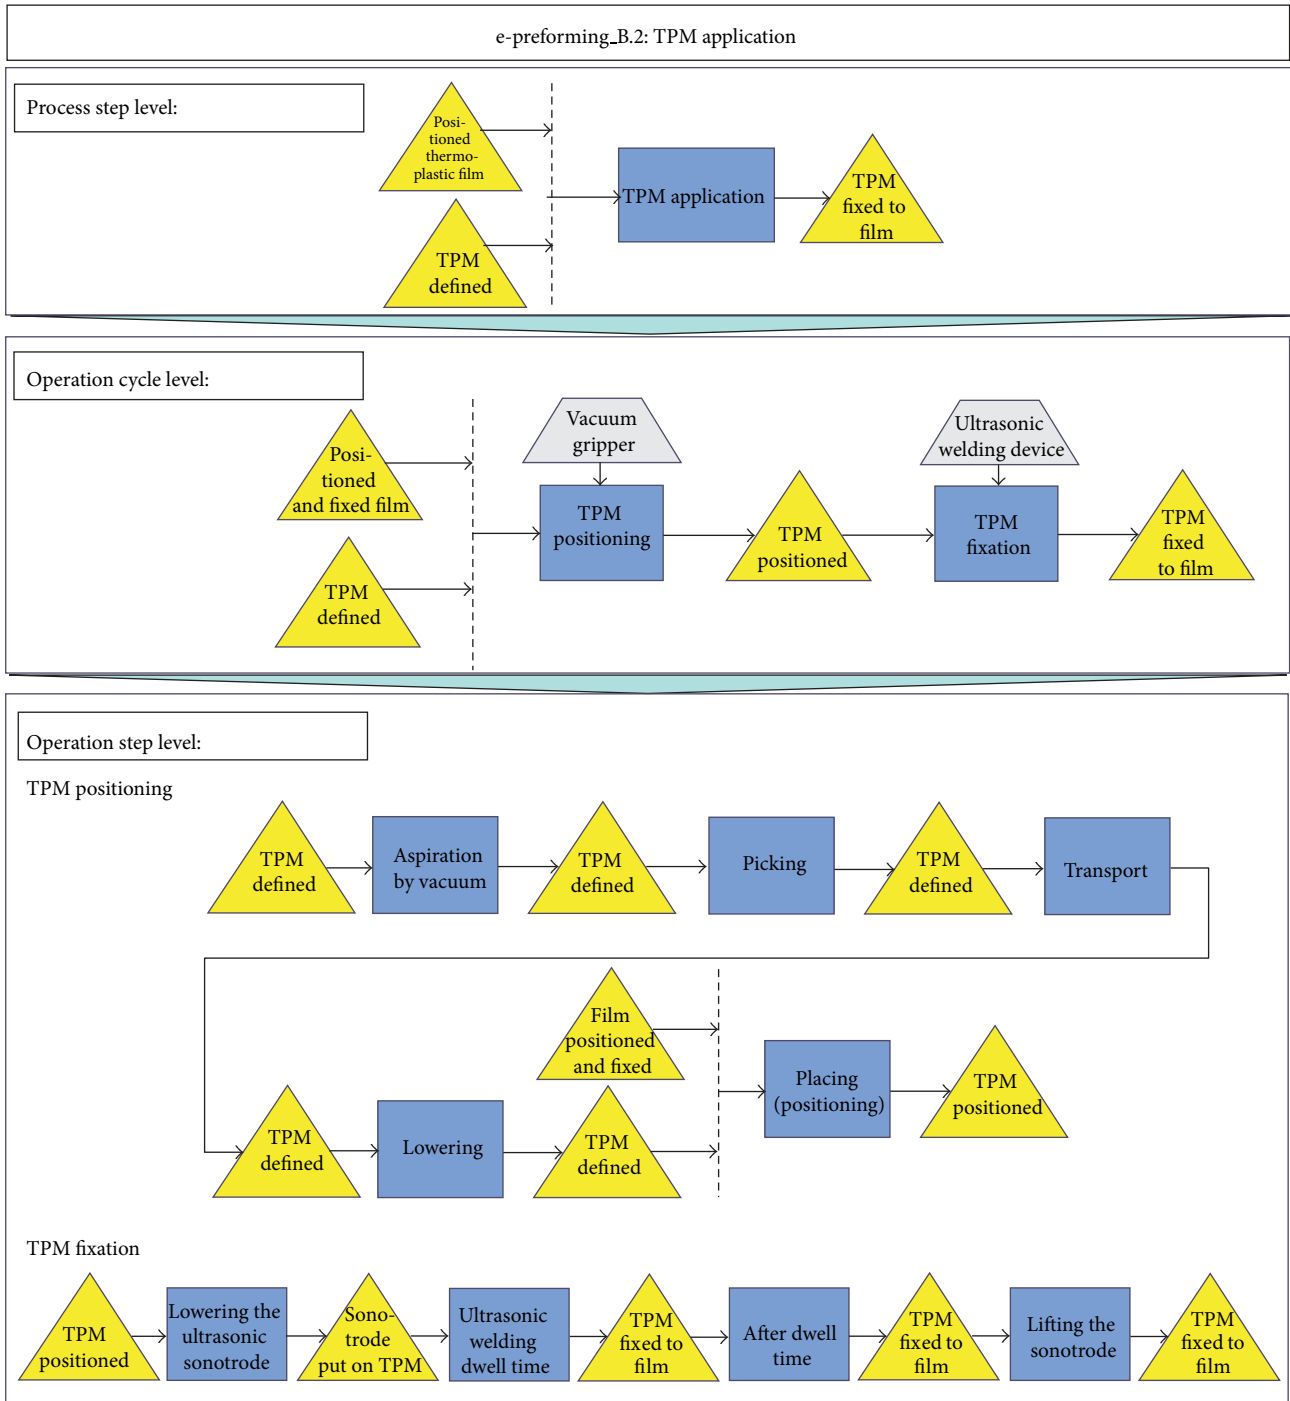 e-preforming_B.2: TPM application
Process step level:
Posi-
tioned
thermo-
plastic film
TPM
defined
TPM application
TPM
fixed to
film
Operation cycle level:
Posi-
tioned
and fixed film
TPM
defined
Vacuum
gripper
TPM
positioning
TPM
positioned
Ultrasonic
welding device
TPM
fixation
TPM
fixed
to film
Operation step level:
TPM positioning
TPM
defined
Aspiration
by vacuum
TPM
defined
Picking
TPM
defined
Transport
TPM
defined
Lowering
Film
positioned
and fixed
TPM
defined
Placing
(positioning)
TPM
positioned
TPM fixation
TPM
positioned
Lowering the
ultrasonic
sonotrode
Sono-
trode
put on TPM
Ultrasonic
welding
dwell time
TPM
fixed to
film
After dwell
time
TPM
fixed to
film
Lifting the
sonotrode
TPM
fixed to
film